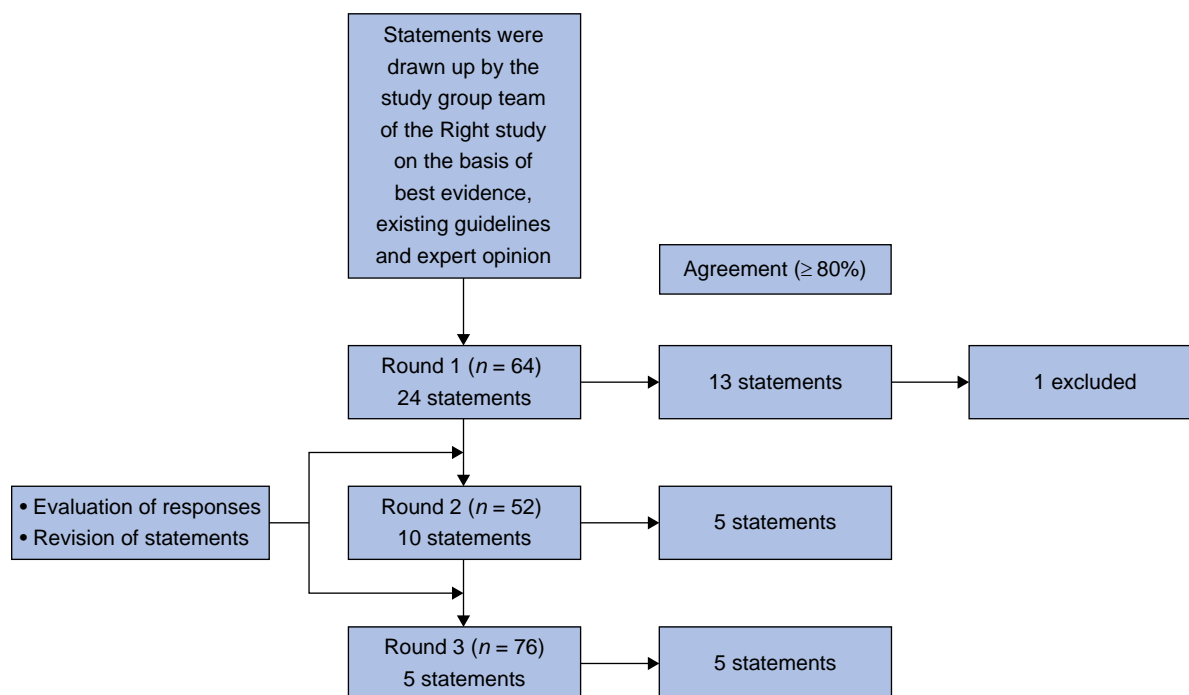 Statements were
drawn up by the
study group team
of the Right study
on the basis of
best evidence,
existing guidelines
and expert opinion
Agreement (≥ 80%)
Round 1 (n = 64)
24 statements
13 statements
1 excluded
• Evaluation of responses
• Revision of statements
Round 2 (n = 52)
10 statements
5 statements
Round 3 (n = 76)
5 statements
5 statements